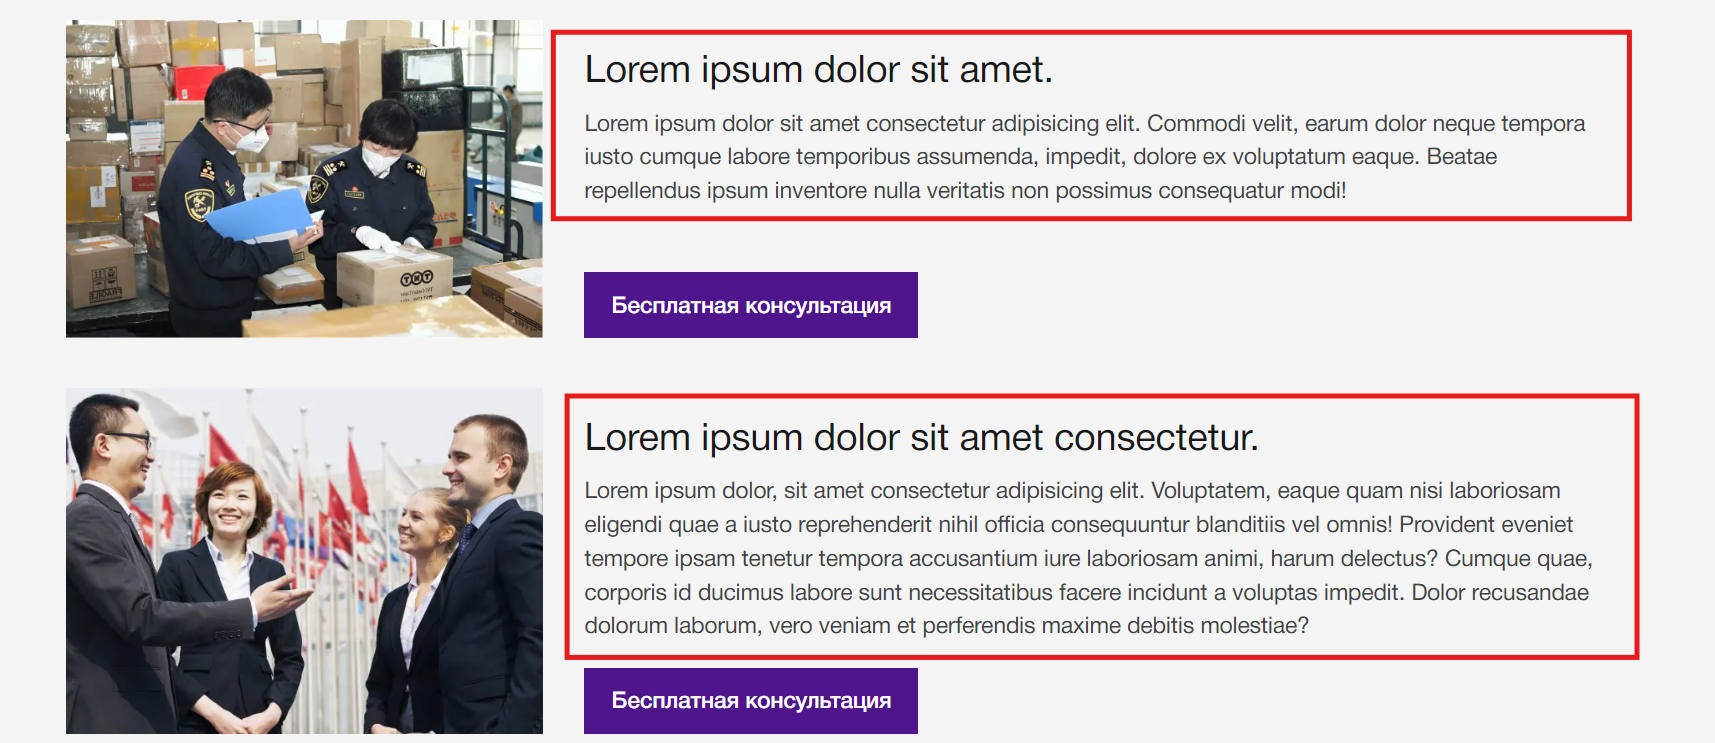 Lorem ipsum dolor sit amet.
Lorem ipsum dolor sit amet consectetur adipisicing elit. Commodi velit, earum dolor neque tempora
iusto cumque labore temporibus assumenda, impedit, dolore ex voluptatum eaque. Beatae
repellendus ipsum inventore nulla veritatis non possimus consequatur modi!
Бесплатная консультация
Lorem ipsum dolor sit amet consectetur.
Lorem ipsum dolor, sit amet consectetur adipisicing elit. Voluptatem, eaque quam nisi laboriosam
eligendi quae a iusto reprehenderit nihil officia consequuntur blanditiis vel omnis! Provident eveniet
tempore ipsam tenetur tempora accusantium iure laboriosam animi, harum delectus? Cumque quae,
corporis id ducimus labore sunt necessitatibus facere incidunt a voluptas impedit. Dolor recusandae
dolorum laborum, vero veniam et perferendis maxime debitis molestiae?
Бесплатная консультация